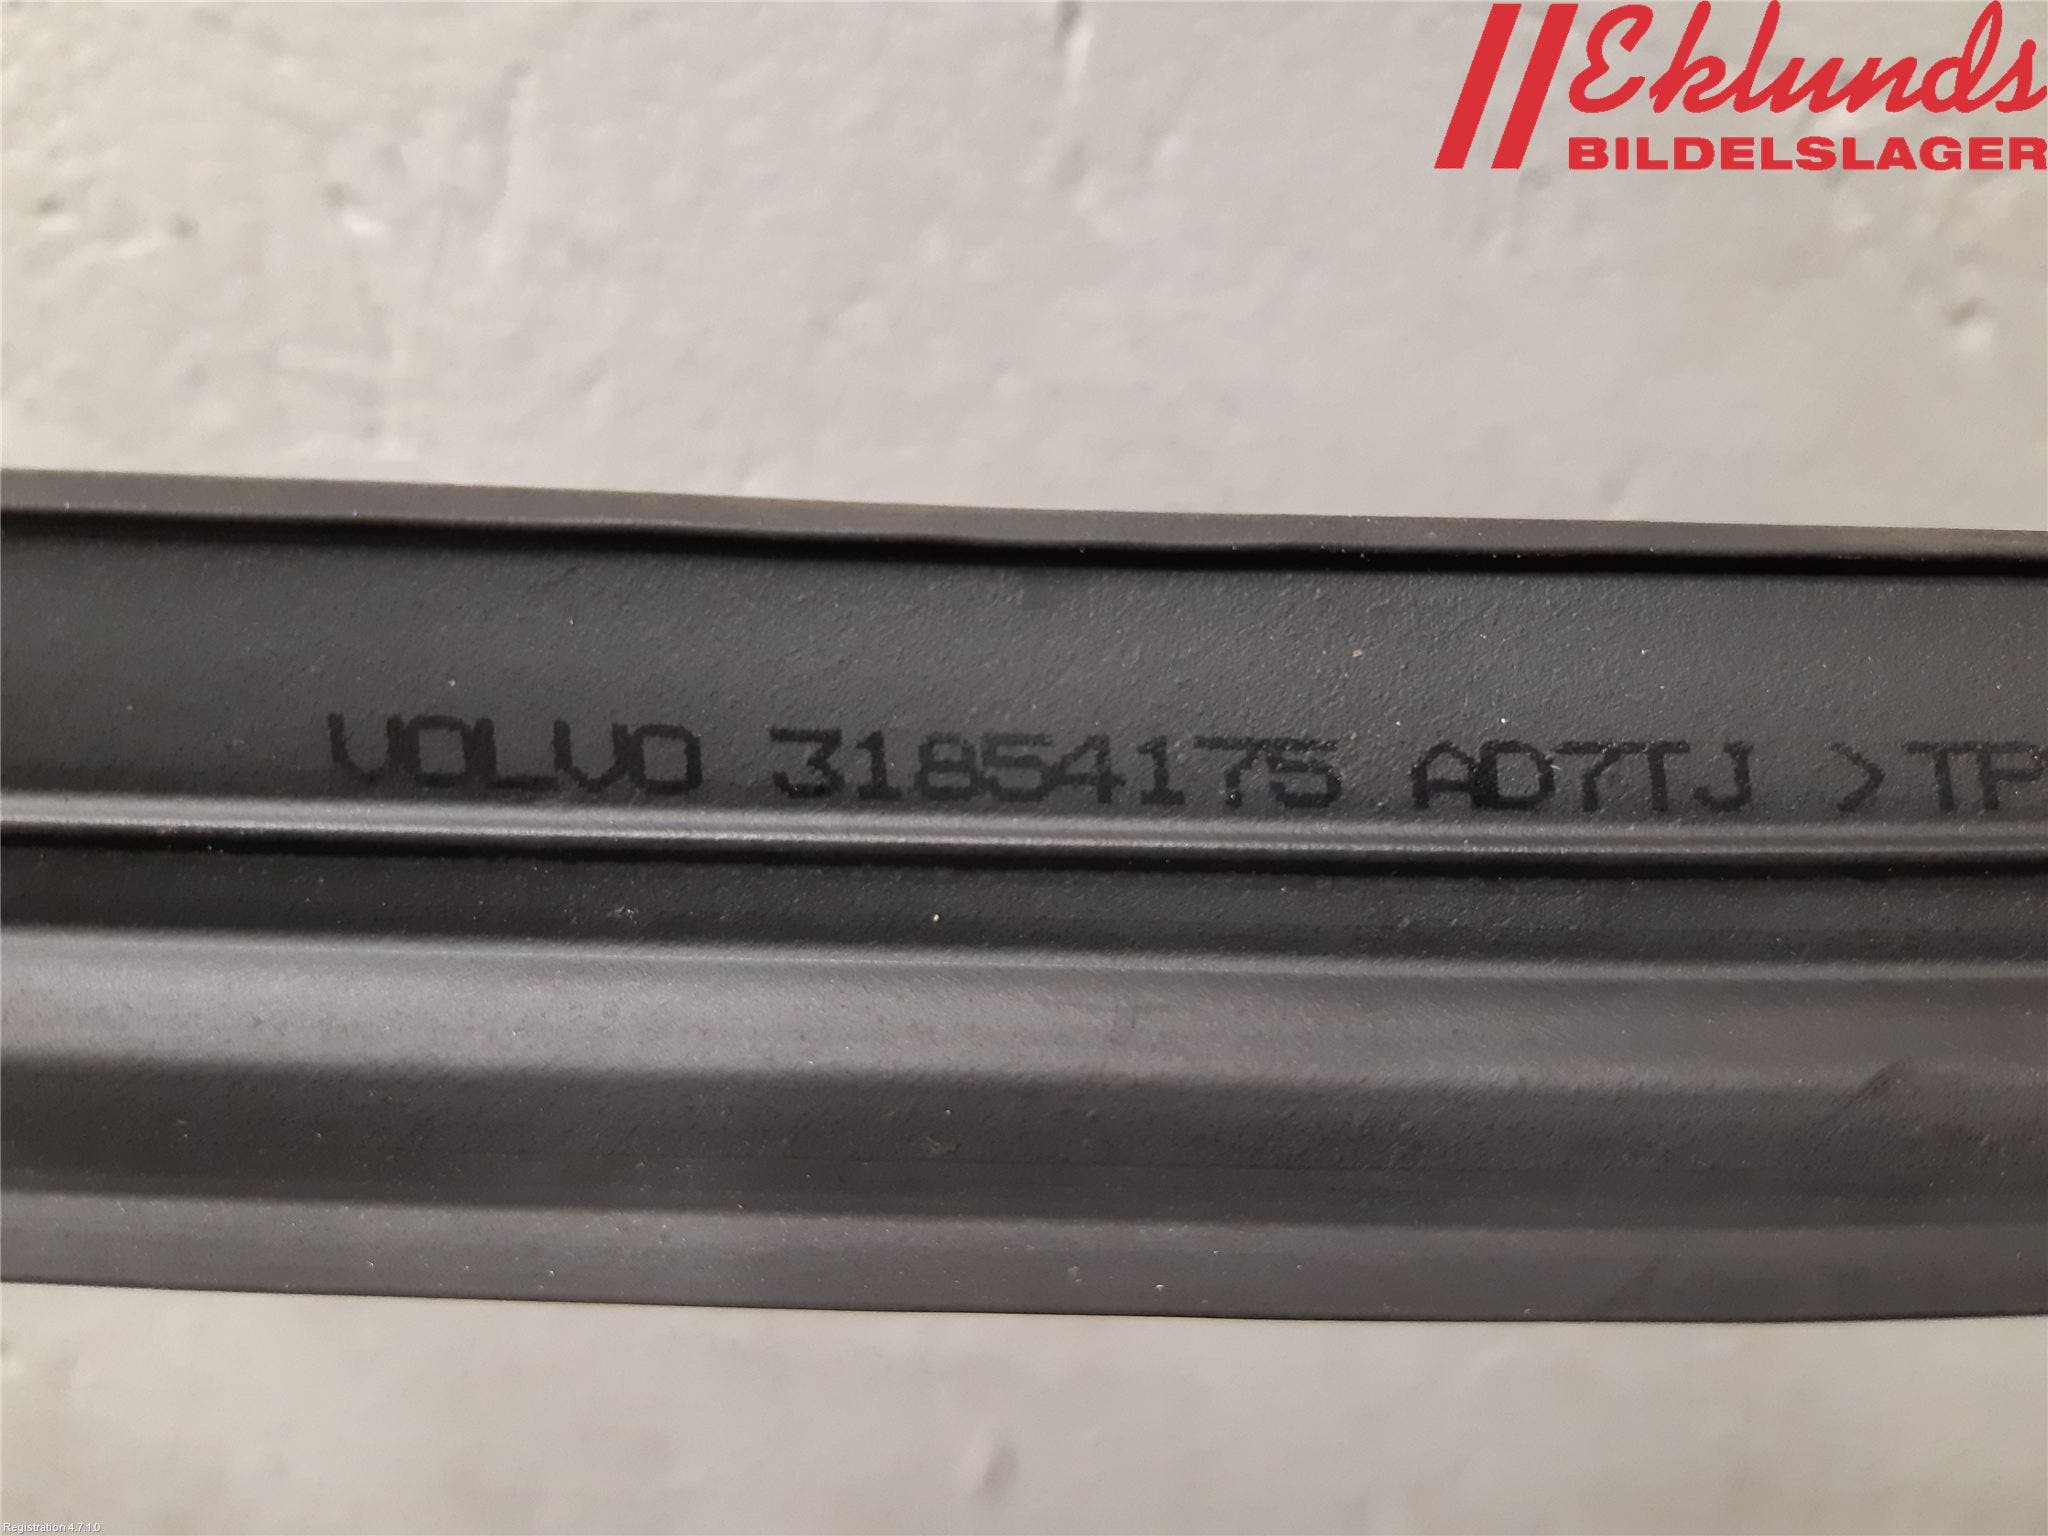 Eklunds
BILDELSLAGER
VOLVO 31854175 AD7TJ >TP
Registration 4.7.1.0